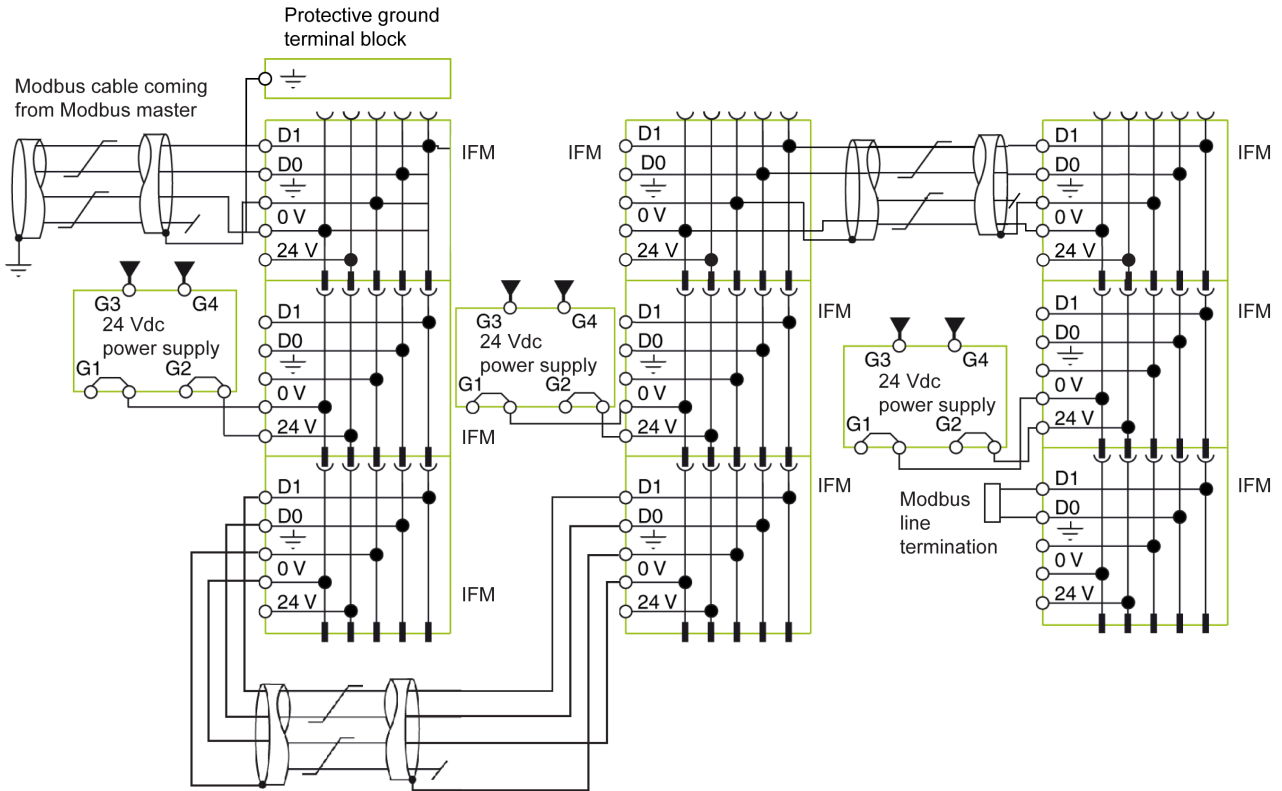 Protective ground
terminal block
Modbus cable coming
from Modbus master
D1
D0
0 V
24 V
IFM
G3
G4
24 Vdc
power supply
G1
G2
D1
D0
0 V
24 V
IFM
D1
D0
0 V
24 V
IFM
IFM
D1
D0
0 V
24 V
G3
G4
24 Vdc
power supply
G1
G2
D1
D0
0 V
24 V
IFM
D1
D0
0 V
24 V
IFM
D1
D0
0 V
24 V
IFM
G3
G4
24 Vdc
power supply
G1
G2
D1
D0
0 V
24 V
IFM
Modbus
line
termination
D1
D0
0 V
24 V
IFM